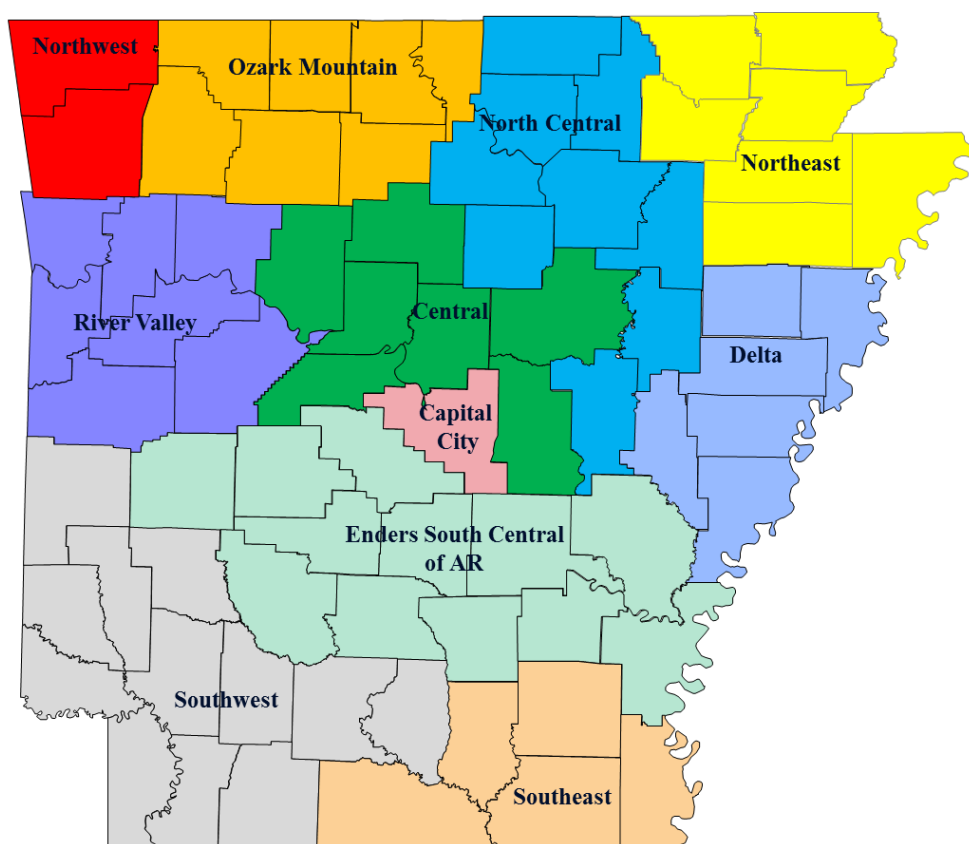 Northwest
Ozark Mountain
North Central
Northeast
River Valley
Central
Delta
Capital
City
Enders South Central
of AR
Southwest
Southeast